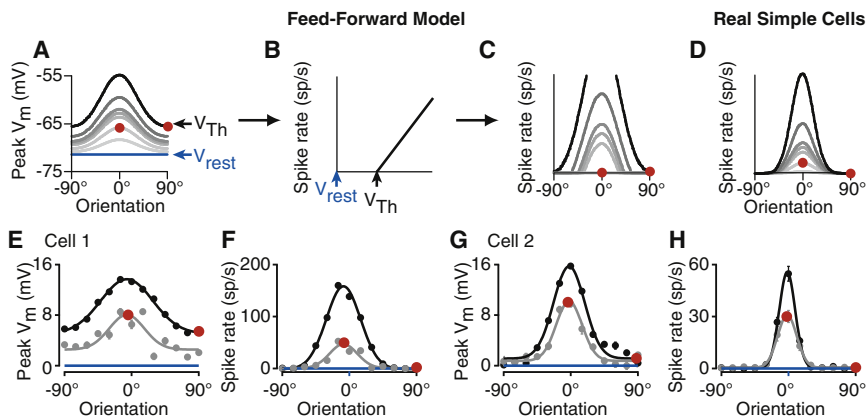 Feed-Forward Model
Real Simple Cells
A
Peak Vm (mV)
-55
-65
-75
VTh
Vrest
-90°
0°
90°
Orientation
B
Spike rate (sp/s)
Vrest
VTh
C
Spike rate (sp/s)
-90°
0°
90°
Orientation
D
Spike rate (sp/s)
-90°
0°
90°
Orientation
E Cell 1
Peak Vm (mV)
16
8
0
-90°
0°
90°
Orientation
F
Spike rate (sp/s)
200
100
0
-90°
0°
90°
Orientation
G Cell 2
Peak Vm (mV)
16
8
0
-90°
0°
90°
Orientation
H
Spike rate (sp/s)
60
30
0
-90°
0°
90°
Orientation